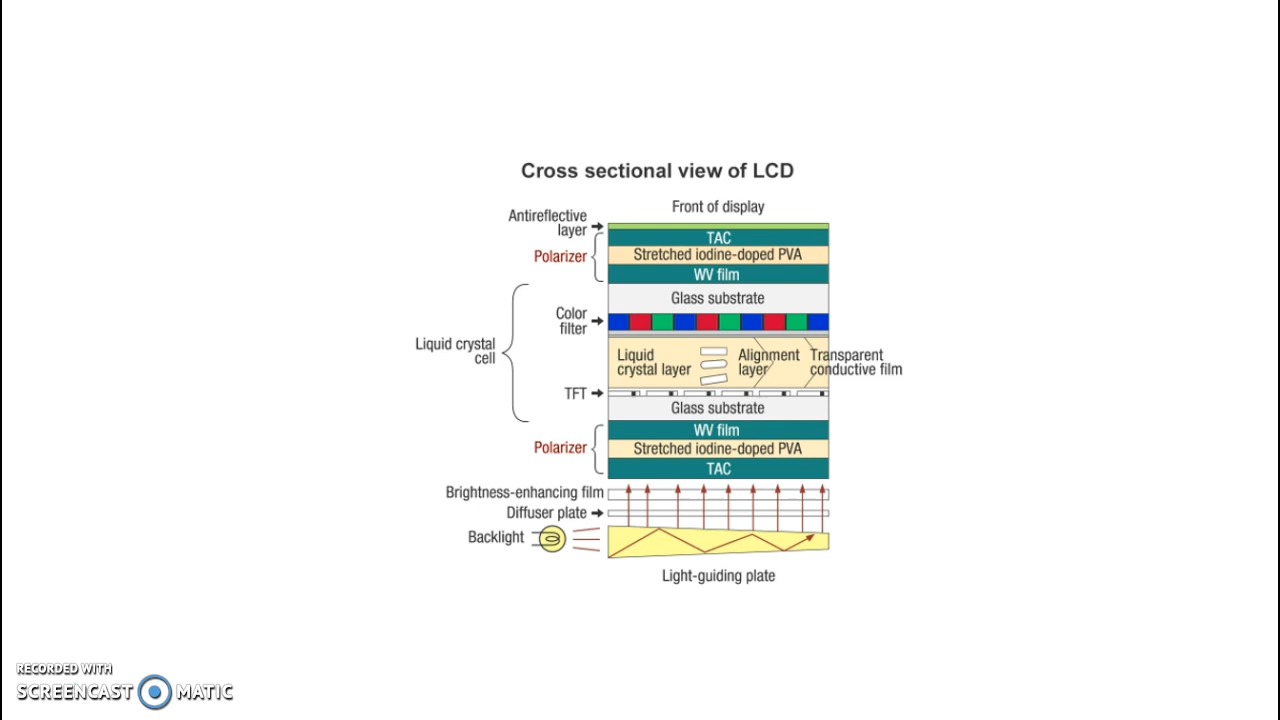 Cross sectional view of LCD
Front of display
Antireflective
layer
TAC
Polarizer
Stretched iodine-doped PVA
WV film
Glass substrate
Color
filter
Liquid crystal
cell
Liquid
crystal layer
Alignment
layer
Transparent
conductive film
TFT
Glass substrate
WV film
Polarizer
Stretched iodine-doped PVA
TAC
Brightness-enhancing film
Diffuser plate
Backlight
Light-guiding plate
RECORDED WITH
SCREENCAST MATIC